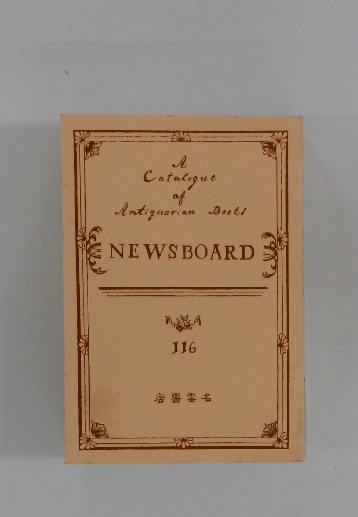 A
Catalogue
of
Antiquarian Books
NEWSBOARD
116
名雲書店